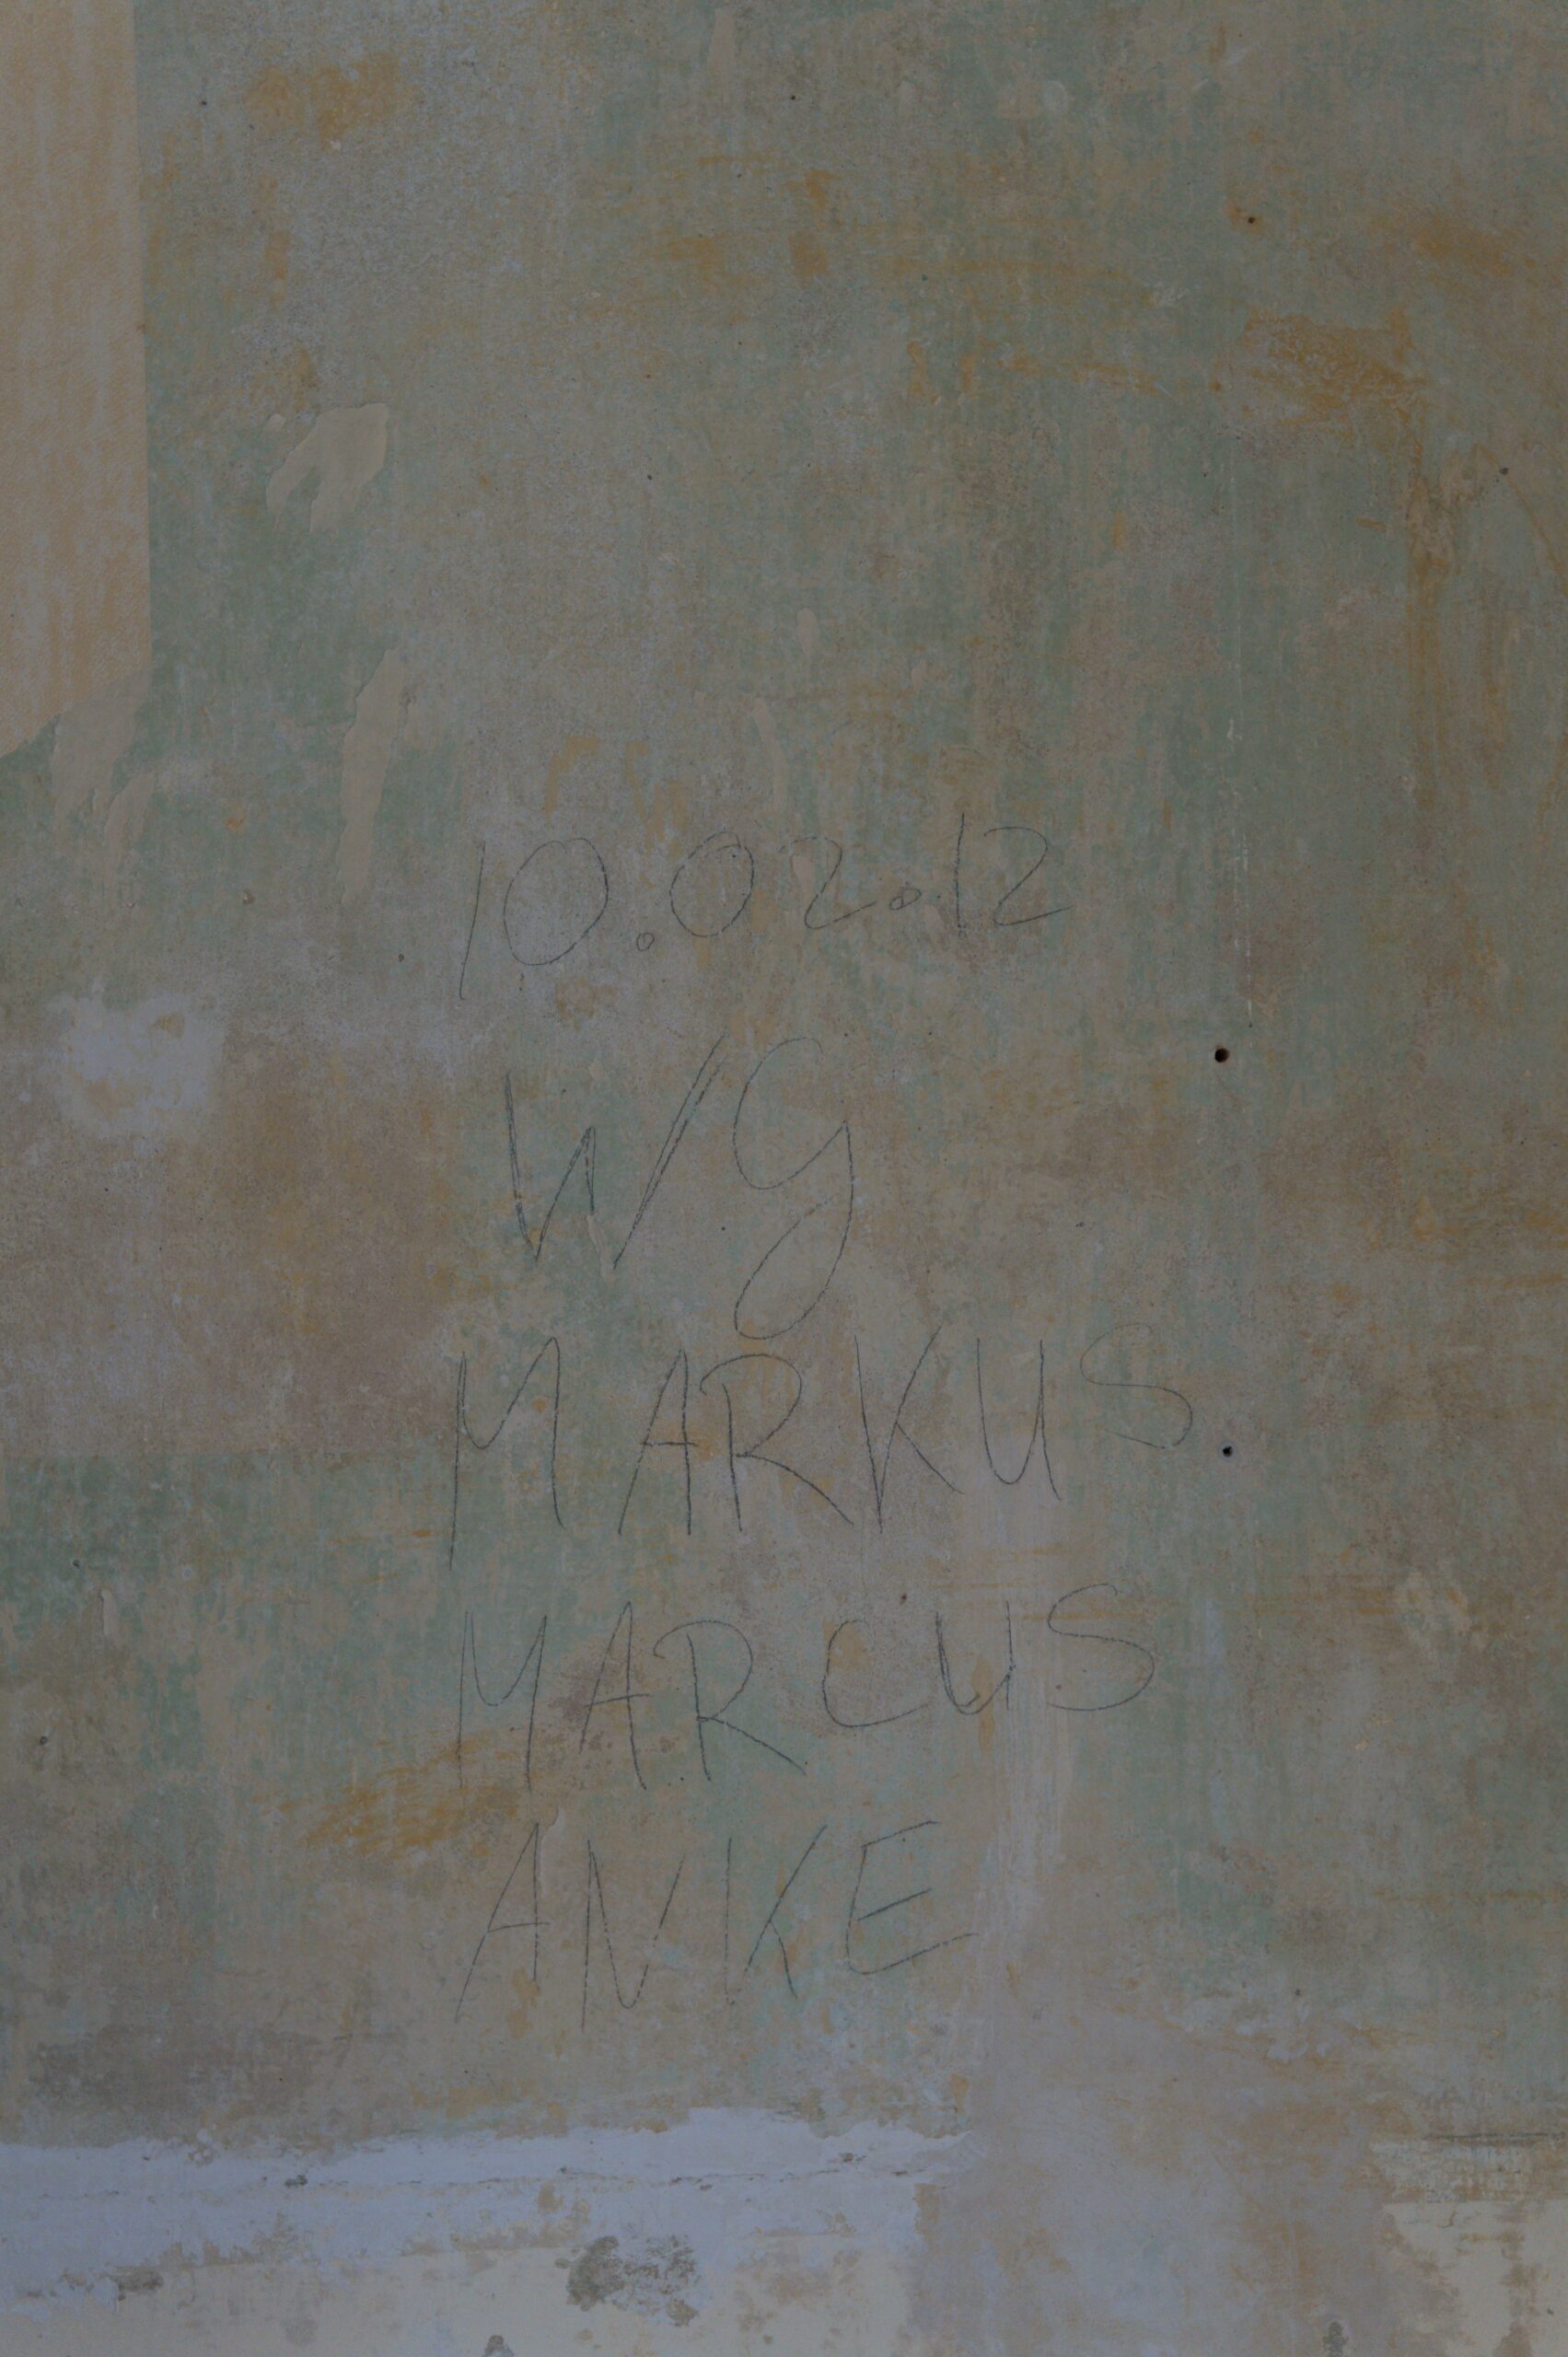 10.02.12
WG
MARKUS
MARCUS
ANKE